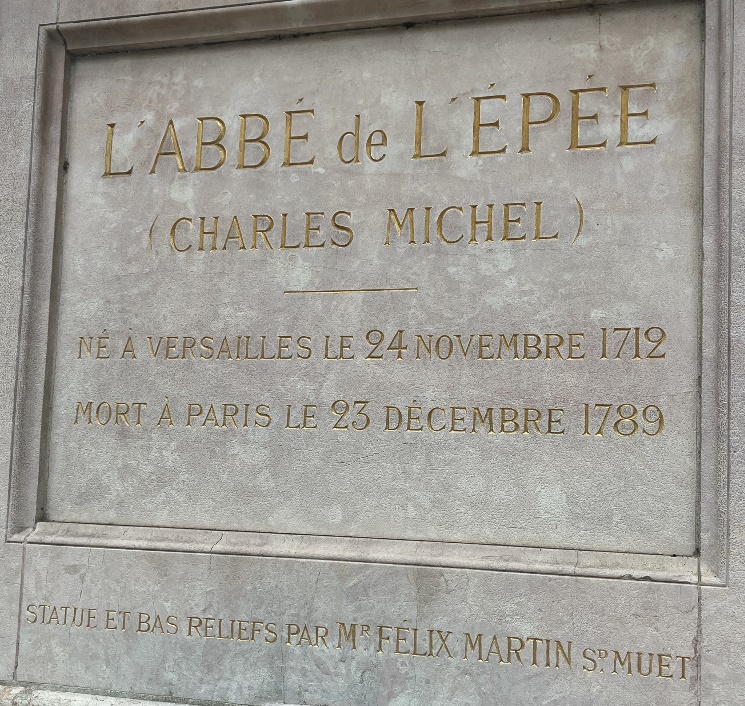 L'ABBÉ de L'ÉPÉE
(CHARLES MICHEL)
NÉ À VERSAILLES LE 24 NOVEMBRE 1712
MORT À PARIS LE 23 DÉCEMBRE 1789
STATUE ET BAS RELIEFS PAR MR FÉLIX MARTIN SD. MUET